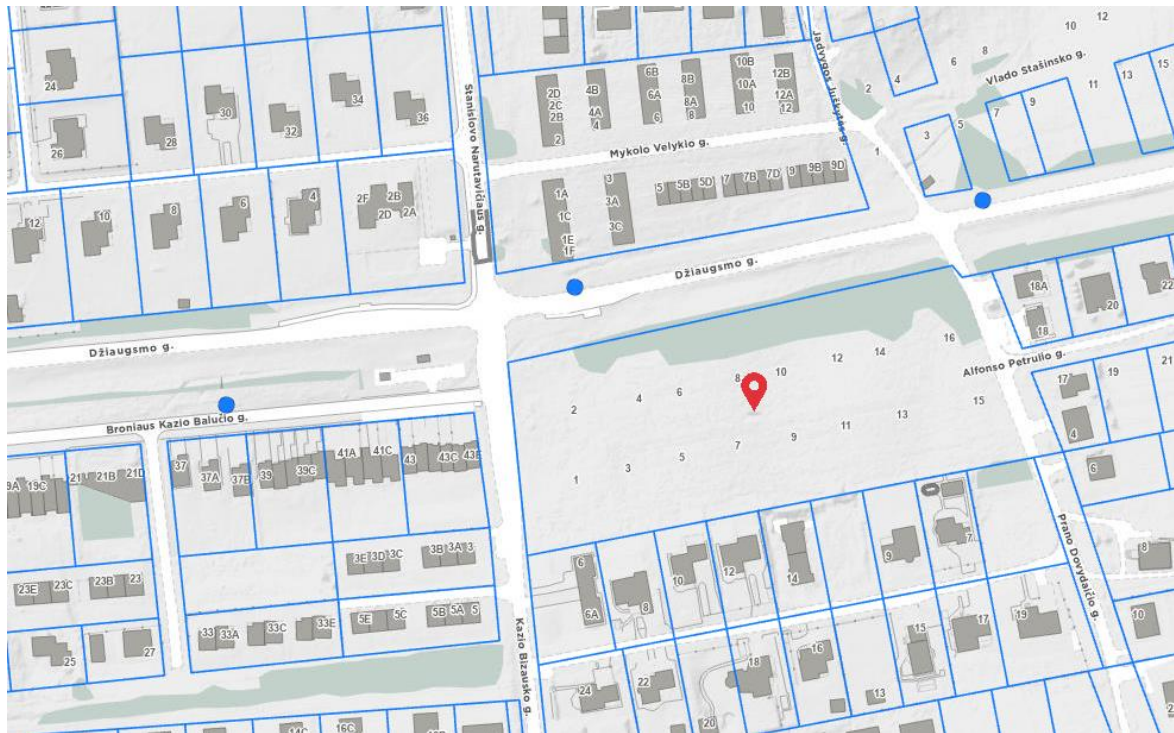 24
30
34
32
36
26
28
Stanislovo Narutavičiaus g.
2D
2C
2B
2
4B
4A
4
6B
6A
6
8B
8A
8
10B
10A
10
12B
12A
12
Jadvygos Juškytės g.
2
4
6
8
10
12
Vlado Stašinsko g.
11
13
15
9
7
5
3
1
Mykolo Velykio g.
12
10
8
6
4
2F
2B
2D
2A
1A
1C
1E
1F
3
3A
3C
5
5B
5D
7
7B
7D
9
9B
9D
Džiaugsmo g.
Džiaugsmo g.
18A
18
20
22
Alfonso Petrulio g.
17
19
21
4
6
2
4
6
8
10
12
14
16
1
3
5
7
9
11
13
15
Broniaus Kazio Balučio g.
19C
21
21B
21D
37
37A
37B
39
39C
41A
41C
43
43C
3E
3D
3C
3B
3A
3
23E
23C
23B
23
33
33A
33C
33E
5E
5C
5B
5A
5
25
27
Kazio Bizausko g.
6
6A
8
10
12
14
9
7
Prano Dovydaičio g.
8
10
24
22
20
18
16
13
15
17
19
16C